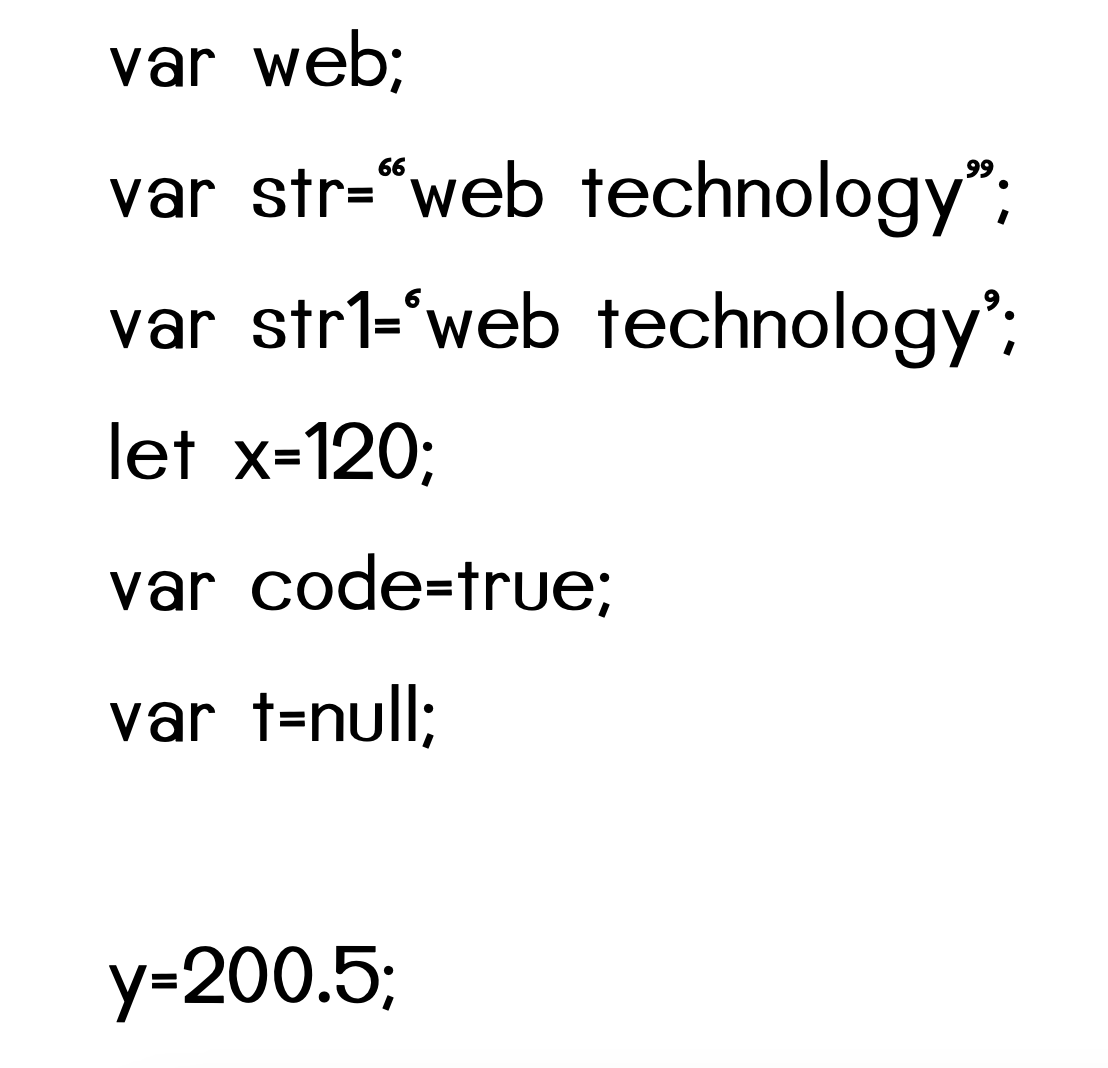 var web;
var str=“web technology”;
var str1=‘web technology’;
let x=120;
var code=true;
var t=null;
y=200.5;